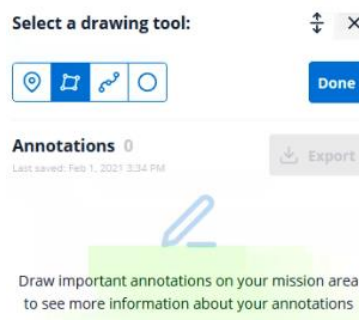 Select a drawing tool:
Done
Annotations 0
Last saved: Feb 1, 2021 3:34 PM
Export
Draw important annotations on your mission area
to see more information about your annotations